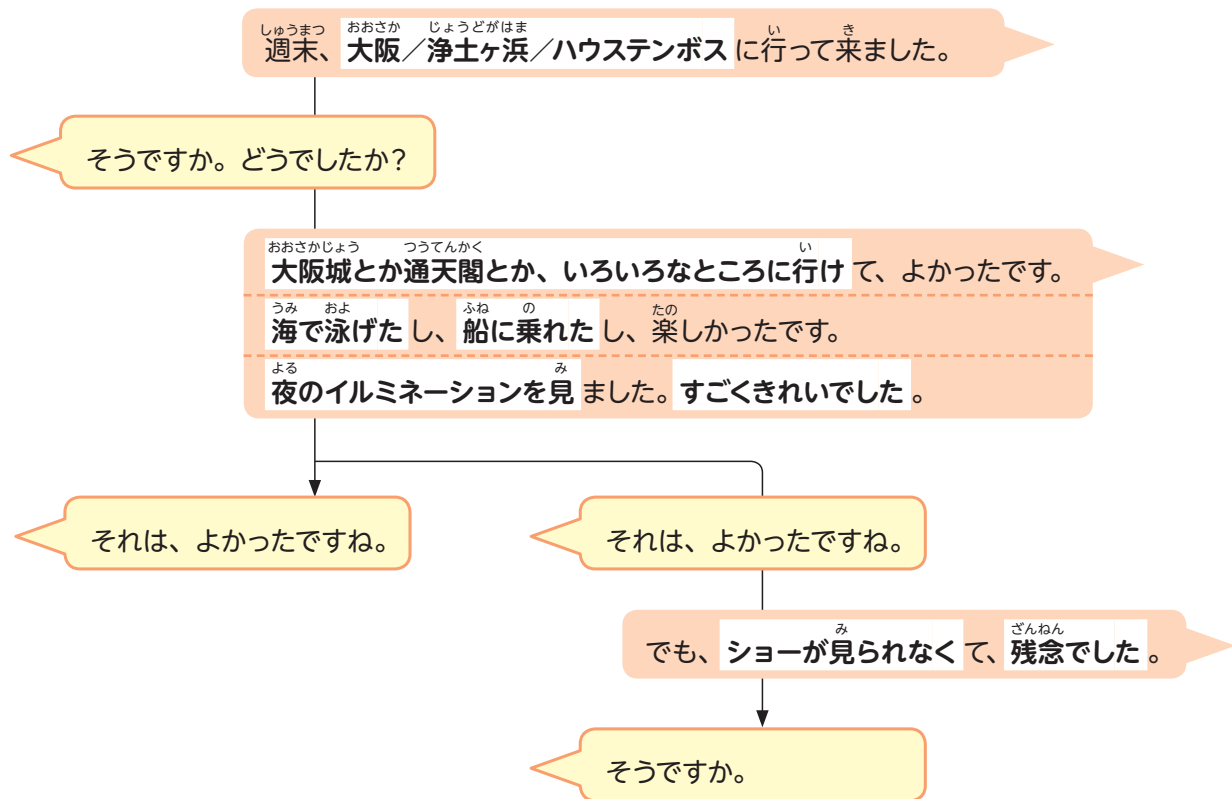 しゅうまつ おおさか じょうどがはま い き
週末、大阪／浄土ヶ浜／ハウステンボスに行って来ました。
そうですか。どうでしたか？
おおさかじょう つうてんかく い
大阪城とか通天閣とか、いろいろなところに行けて、よかったです。
うみ およ ふね の たの
海で泳げたし、船に乗れたし、楽しかったです。
よる み
夜のイルミネーションを見ました。すごくきれいでした。
それは、よかったですね。
それは、よかったですね。
み ざんねん
でも、ショーが見られなくて、残念でした。
そうですか。